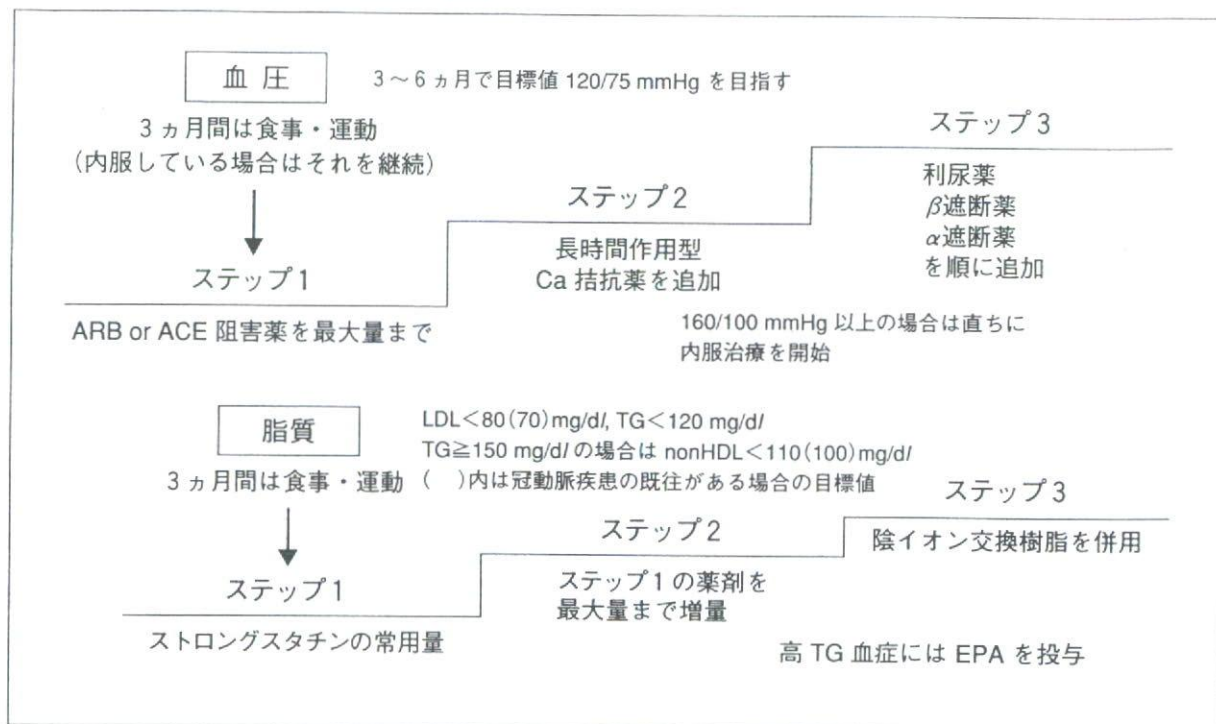 血圧
3～6ヵ月で目標値 120/75 mmHg を目指す
3ヵ月間は食事・運動
(内服している場合はそれを継続)
ステップ1
ARB or ACE 阻害薬を最大量まで
ステップ2
長時間作用型
Ca 拮抗薬を追加
ステップ3
利尿薬
β遮断薬
α遮断薬
を順に追加
160/100 mmHg 以上の場合は直ちに
内服治療を開始
脂質
LDL<80(70)mg/dl, TG<120 mg/dl
TG≧150 mg/dl の場合は nonHDL<110(100)mg/dl
3ヵ月間は食事・運動
(　)内は冠動脈疾患の既往がある場合の目標値
ステップ1
ストロングスタチンの常用量
ステップ2
ステップ1の薬剤を
最大量まで増量
ステップ3
陰イオン交換樹脂を併用
高 TG 血症には EPA を投与